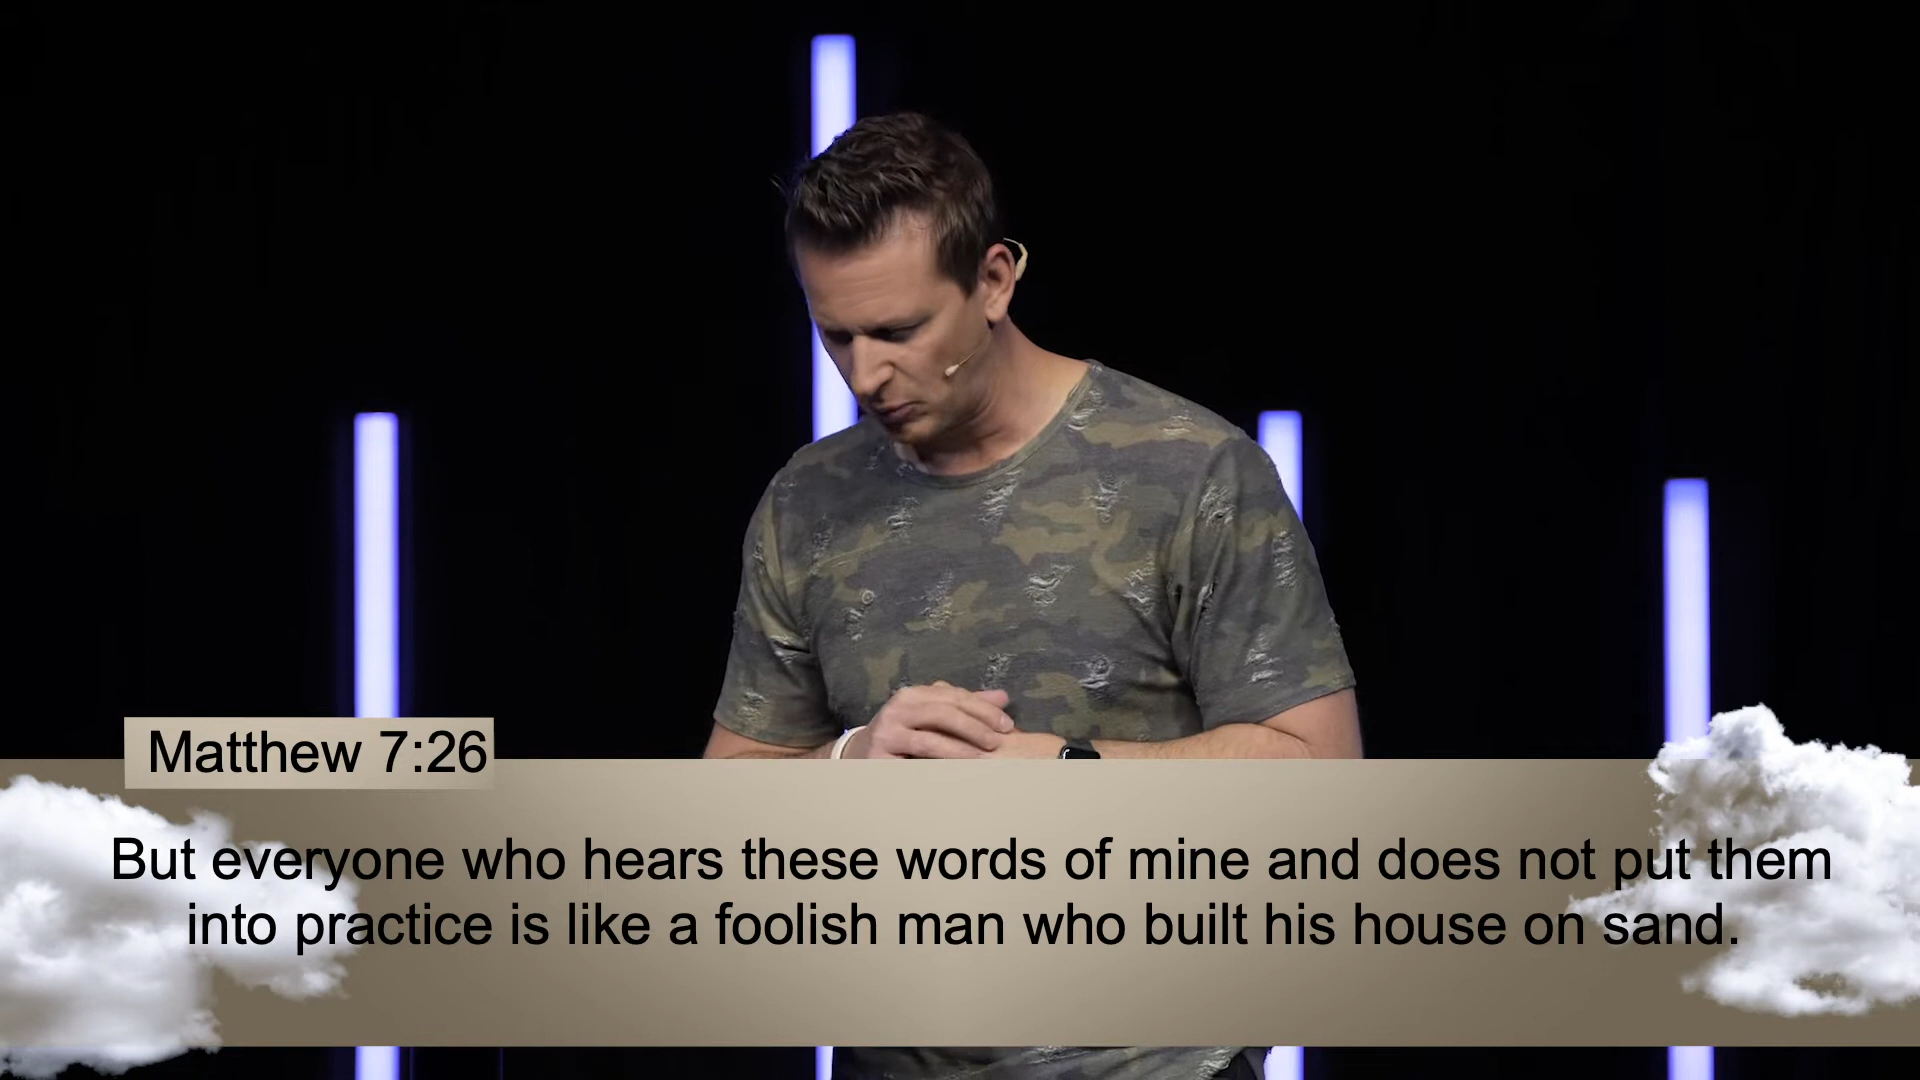 Matthew 7:26
But everyone who hears these words of mine and does not put them
into practice is like a foolish man who built his house on sand.